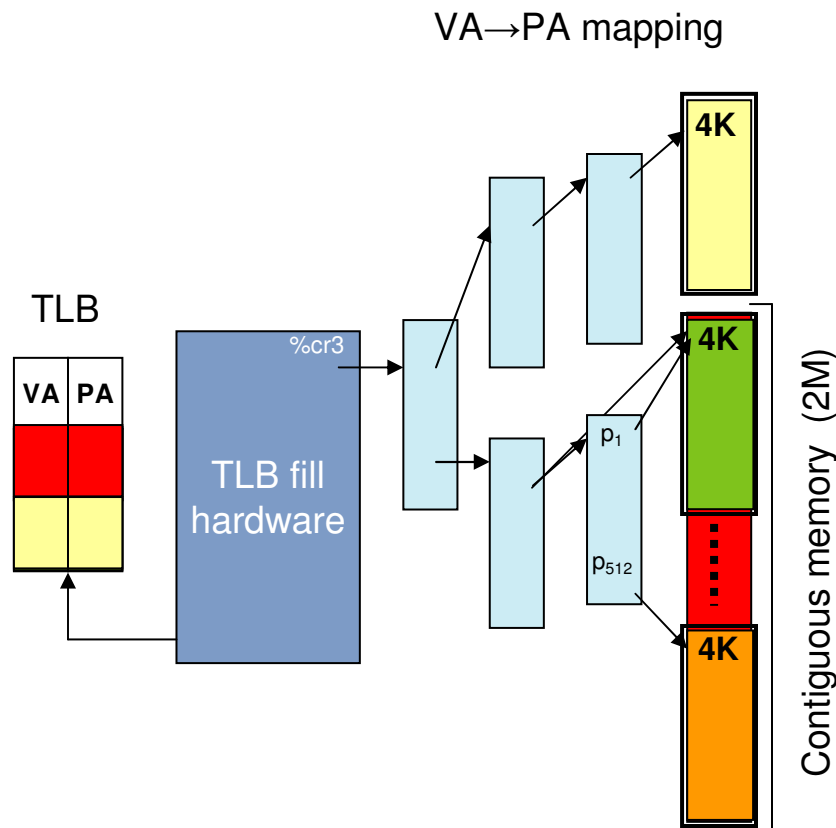 VA→PA mapping
4K
TLB
%cr3
VA PA
TLB fill
hardware
4K
p₁
p₅₁₂
4K
Contiguous memory (2M)